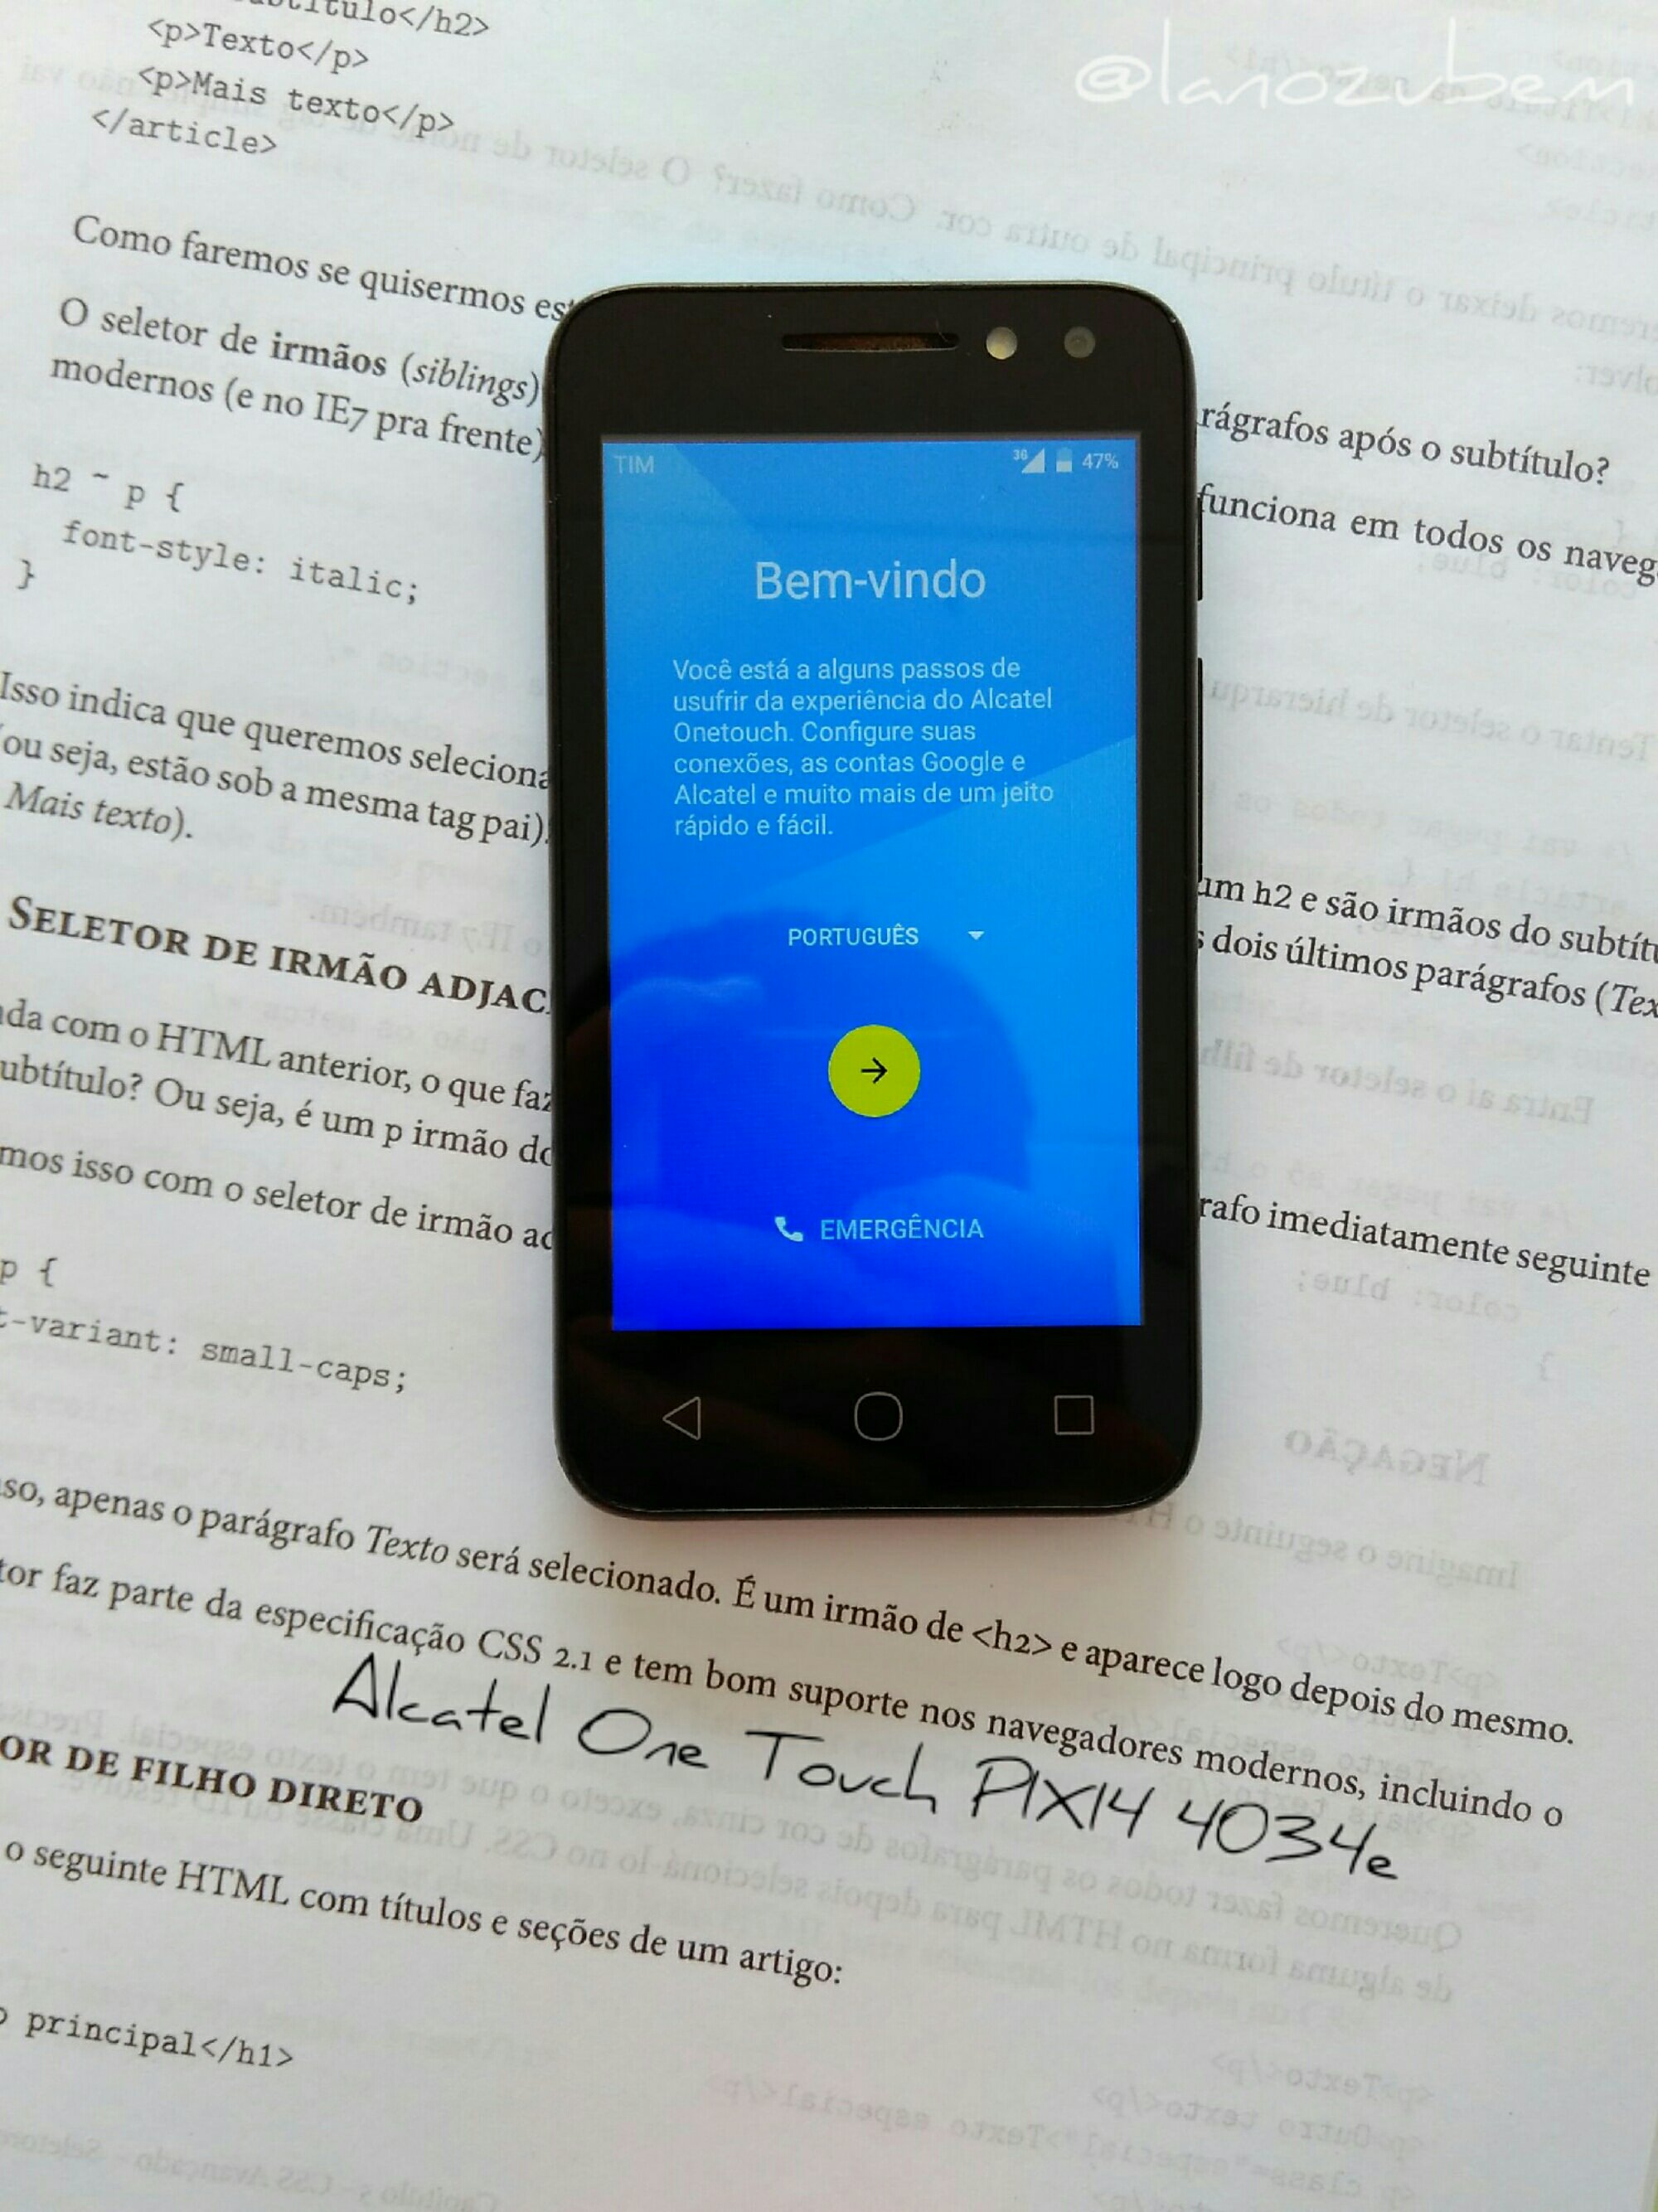 @lanozubem
ubtítulo</h2>
<p>Texto</p>
<p>Mais texto</p>
</article>
Como faremos se quisermos est
rágrafos após o subtítulo?
O seletor de irmãos (siblings)
funciona em todos os naveg
modernos (e no IE7 pra frente)
h2 ~ p {
font-style: italic;
}
Isso indica que queremos seleciona
um h2 e são irmãos do subtít
(ou seja, estão sob a mesma tag pai)
s dois últimos parágrafos (Tex
Mais texto).
SELETOR DE IRMÃO ADJAC
da com o HTML anterior, o que faz
ubtítulo? Ou seja, é um p irmão do
rafo imediatamente seguinte
mos isso com o seletor de irmão ad
p {
t-variant: small-caps;
so, apenas o parágrafo Texto será selecionado. É um irmão de <h2> e aparece logo depois do mesmo.
tor faz parte da especificação CSS 2.1 e tem bom suporte nos navegadores modernos, incluindo o
OR DE FILHO DIRETO
o seguinte HTML com títulos e seções de um artigo:
o principal</h1>
TIM
3G
47%
Bem-vindo
Você está a alguns passos de
usufrir da experiência do Alcatel
Onetouch. Configure suas
conexões, as contas Google e
Alcatel e muito mais de um jeito
rápido e fácil.
PORTUGUÊS
EMERGÊNCIA
Alcatel One Touch PIXI4 4034e